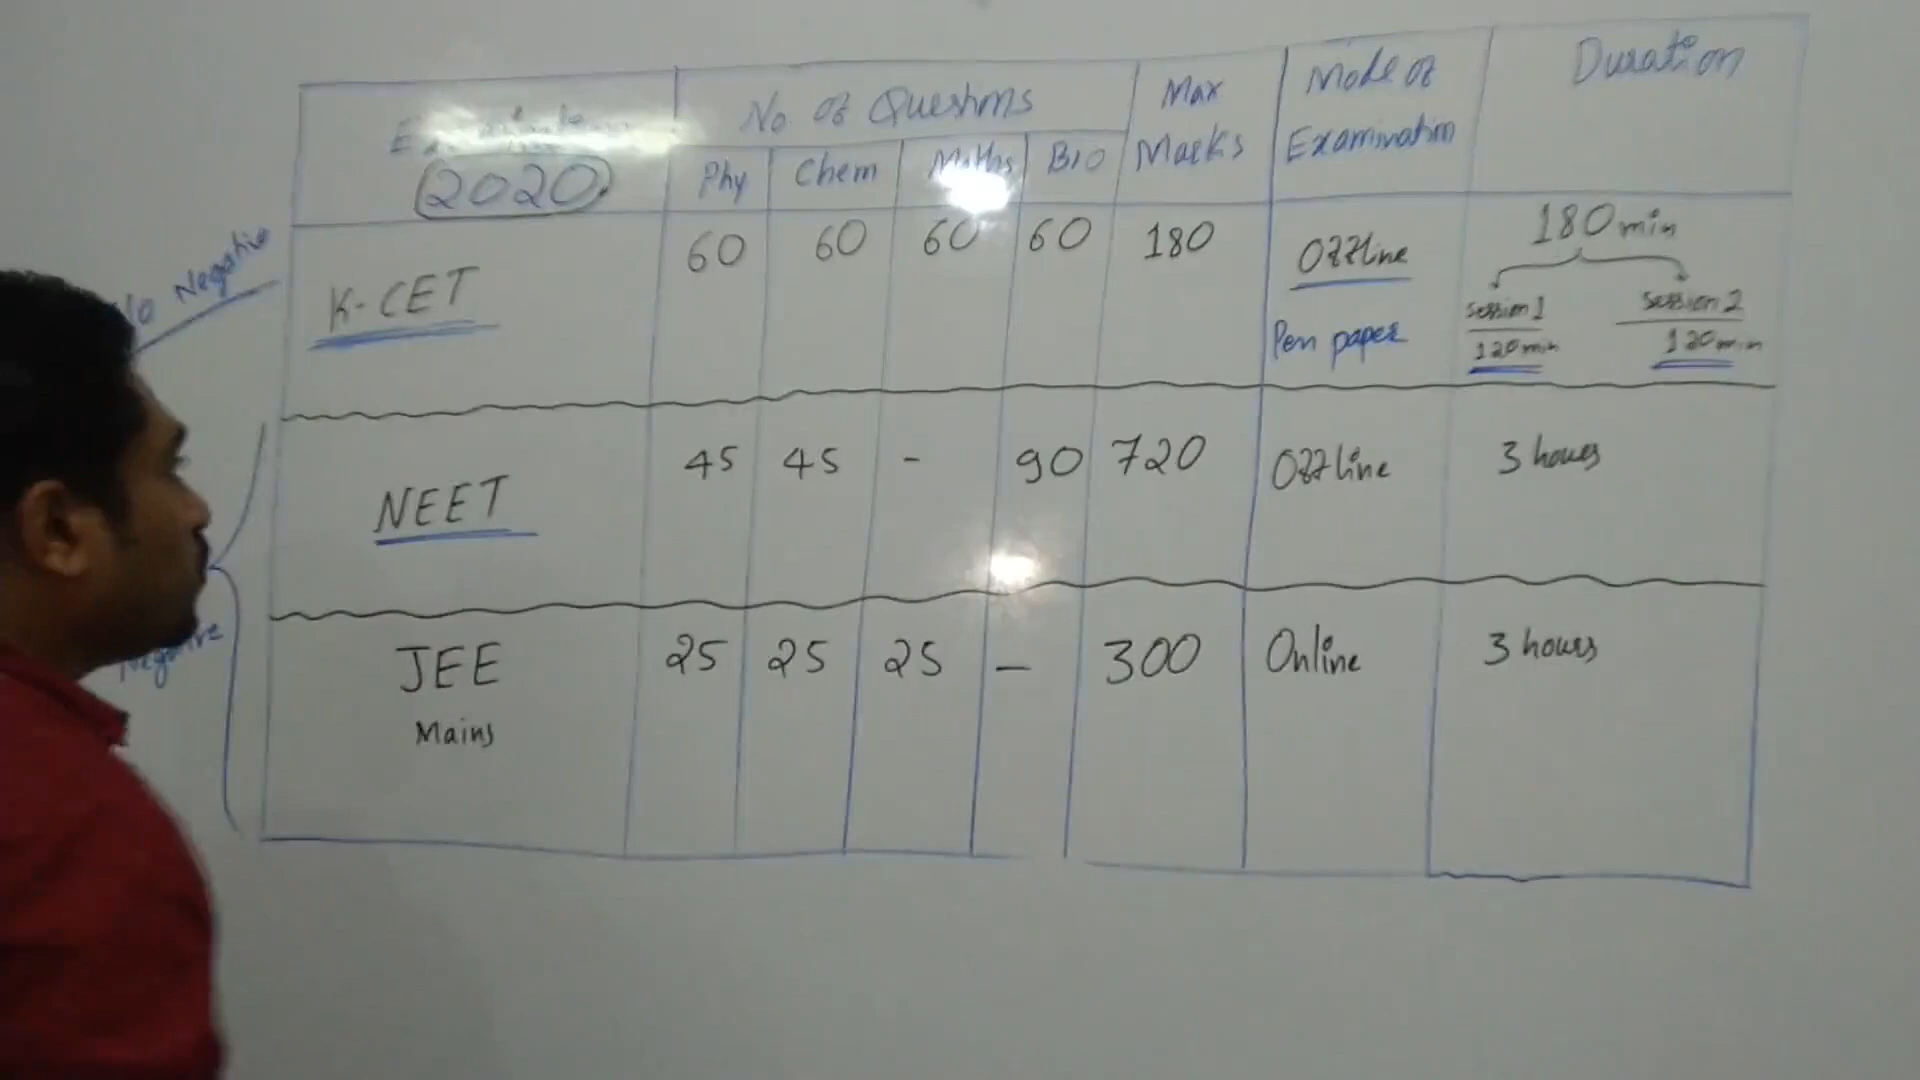 Examination No of Questions Max Marks Mode of Examination Duration
2020 Phy Chem Maths Bio
No Negative
K-CET 60 60 60 60 180 Offline 180 min
Pen paper Session 1 Session 2
120 min 120 min
NEET 45 45 - 90 720 Offline 3 hours
Negative
JEE 25 25 25 - 300 Online 3 hours
Mains